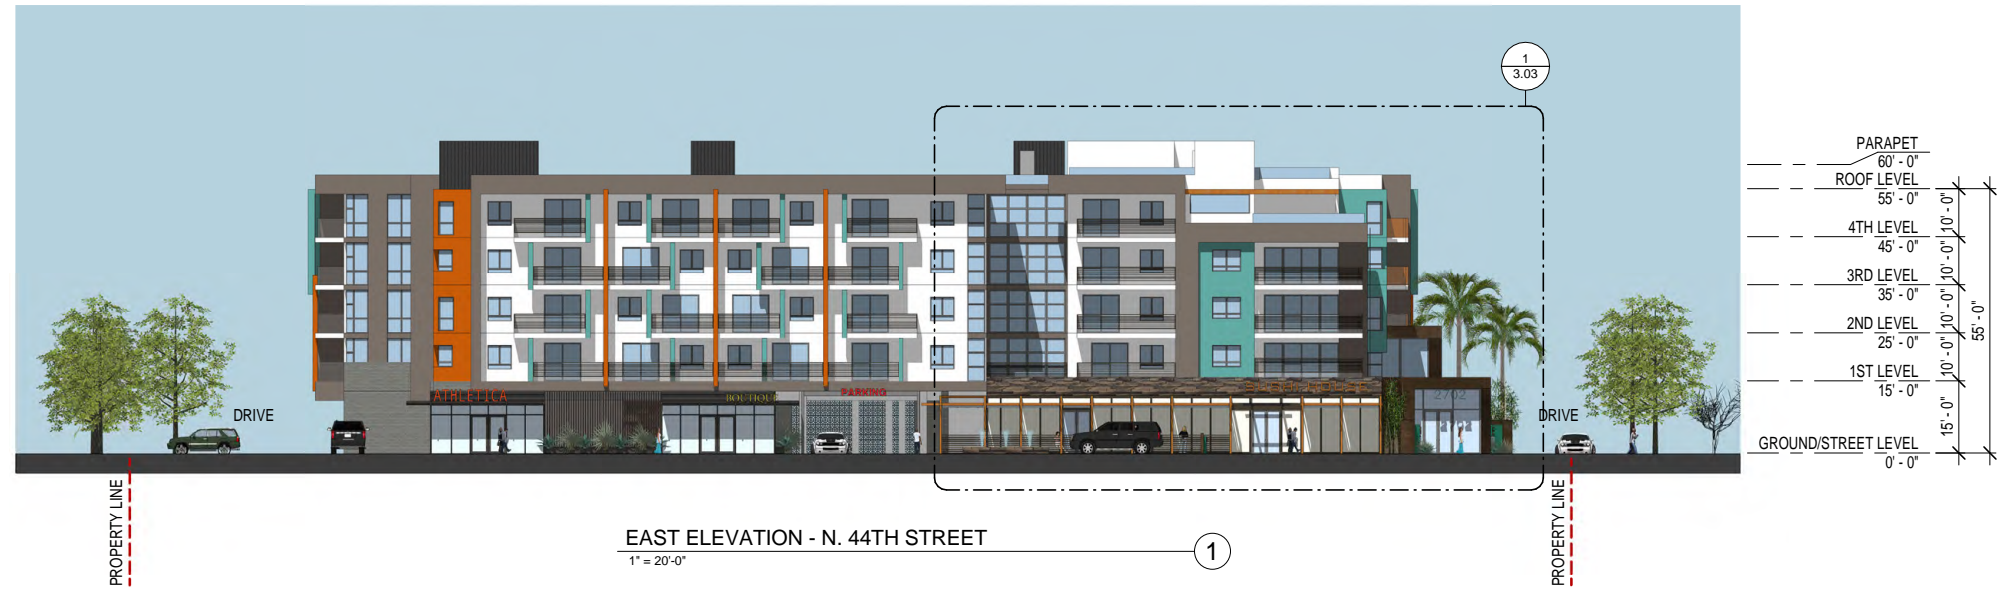 1
3.03
PARAPET
60' - 0"
ROOF LEVEL
55' - 0"
4TH LEVEL
45' - 0"
3RD LEVEL
35' - 0"
2ND LEVEL
25' - 0"
1ST LEVEL
15' - 0"
GROUND/STREET LEVEL
0' - 0"
10' - 0"
10' - 0"
10' - 0"
10' - 0"
15' - 0"
55' - 0"
ATHLETICA
BOUTIQUE
PARKING
2702
DRIVE
DRIVE
PROPERTY LINE
PROPERTY LINE
EAST ELEVATION - N. 44TH STREET
1" = 20'-0"
1